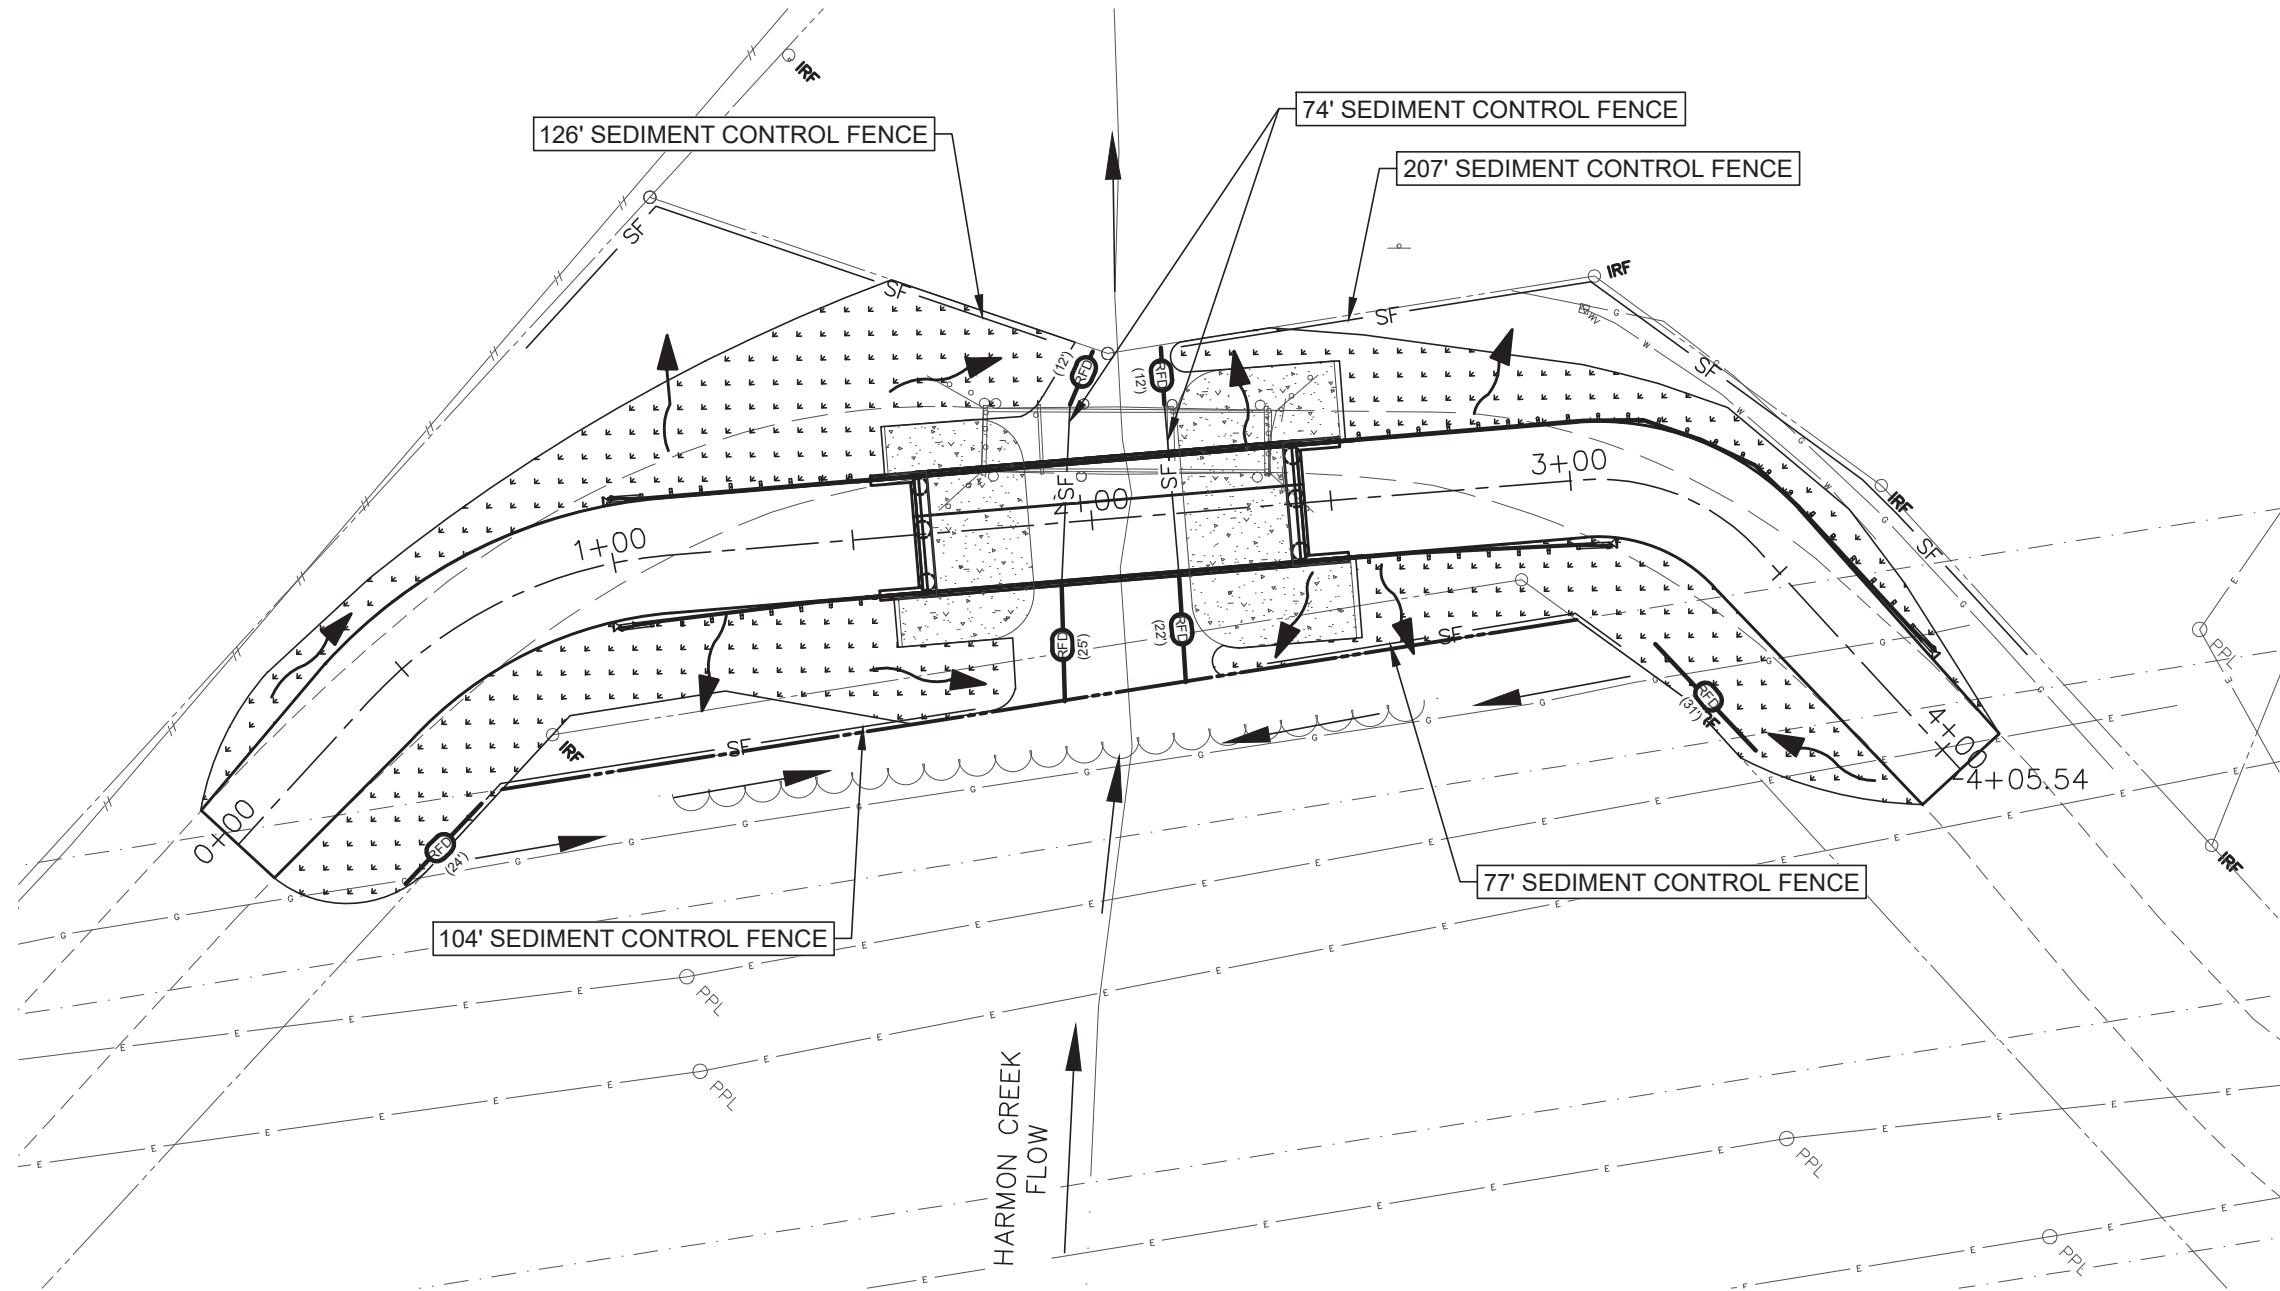 IRF
74' SEDIMENT CONTROL FENCE
126' SEDIMENT CONTROL FENCE
207' SEDIMENT CONTROL FENCE
SF
IRF
SF
SF
G
SF
W
(12')
RFD
RFD
(12')
W
G
3+00
SF
SF
2+00
IRF
1+00
SF
G
E
RFD
(25')
(22')
RFD
SF
PPL
G
RFD
(31')
G
IRF
SF
4+00
4+05.54
0+00
RFD
(24')
G
G
G
G
G
G
IRF
77' SEDIMENT CONTROL FENCE
104' SEDIMENT CONTROL FENCE
G
E
E
E
E
E
PPL
E
E
E
E
E
E
PPL
HARMON CREEK
FLOW
E
E
E
E
PPL
E
E
E
E
E
PPL
E
E